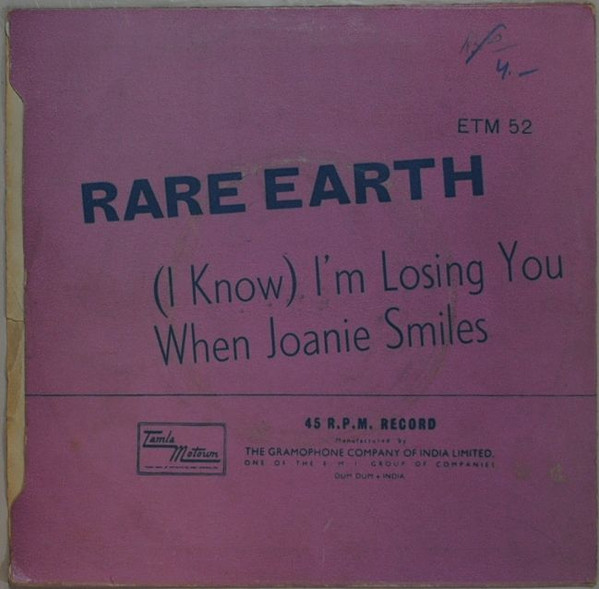 4.—
ETM 52
RARE EARTH
(I Know) I'm Losing You
When Joanie Smiles
45 R.P.M. RECORD
Manufactured by
THE GRAMOPHONE COMPANY OF INDIA LIMITED.
ONE OF THE E·M·I GROUP OF COMPANIES
DUM DUM • INDIA
Tamla
Motown